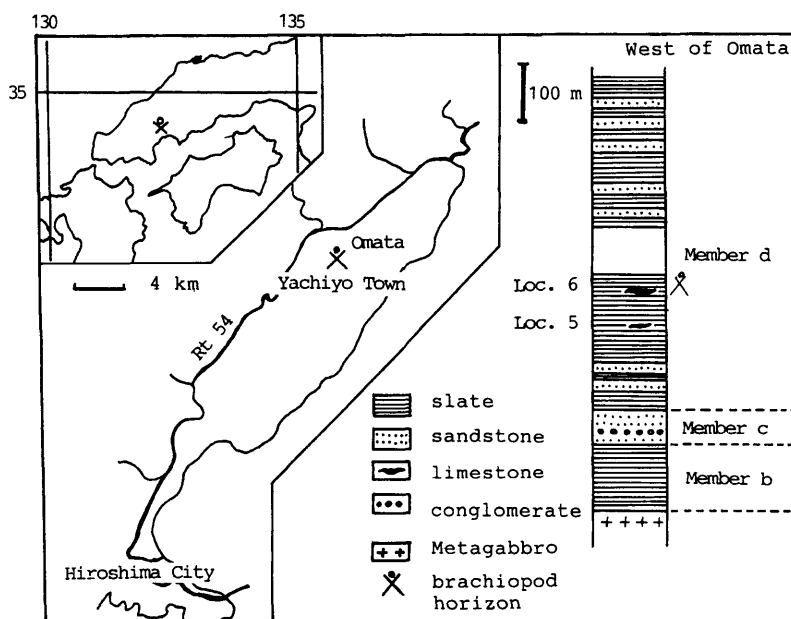 130
135
35
4 km
Omata
Yachiyo Town
Rt 54
Hiroshima City
slate
sandstone
limestone
conglomerate
Metagabbro
brachiopod
horizon
West of Omata
100 m
Member d
Loc. 6
Loc. 5
Member c
Member b